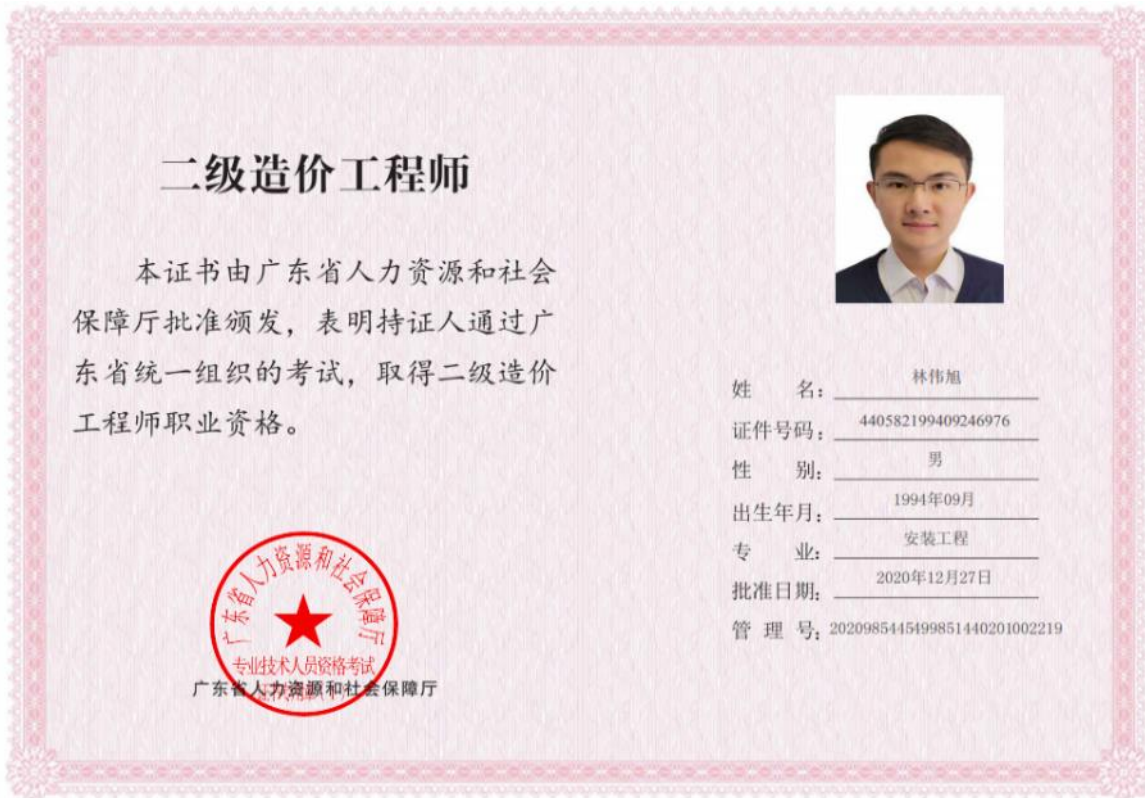 二级造价工程师
本证书由广东省人力资源和社会
保障厅批准颁发，表明持证人通过广
东省统一组织的考试，取得二级造价
工程师职业资格。
广东省人力资源和社会保障厅
专业技术人员资格考试
广东省人力资源和社会保障厅
姓 名：林伟旭
证件号码：440582199409246976
性 别：男
出生年月：1994年09月
专 业：安装工程
批准日期：2020年12月27日
管 理 号：2020985445499851440201002219